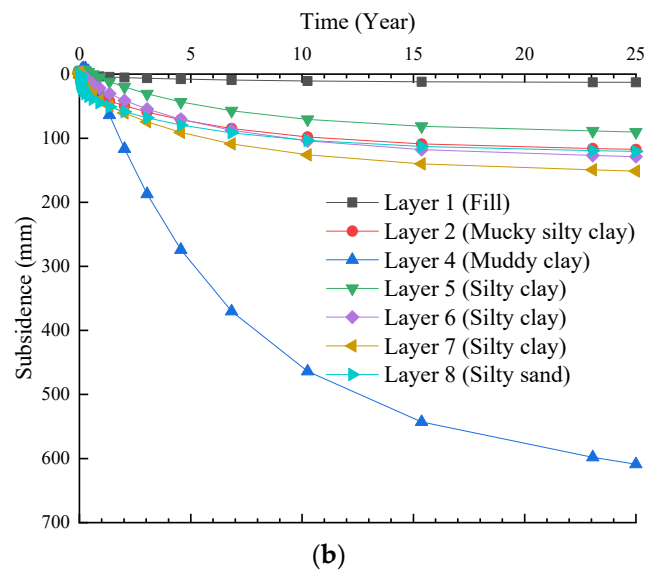 Time (Year)
0 5 10 15 20 25
0
100
200
300
400
500
600
700
Subsidence (mm)
Layer 1 (Fill)
Layer 2 (Mucky silty clay)
Layer 4 (Muddy clay)
Layer 5 (Silty clay)
Layer 6 (Silty clay)
Layer 7 (Silty clay)
Layer 8 (Silty sand)
(b)